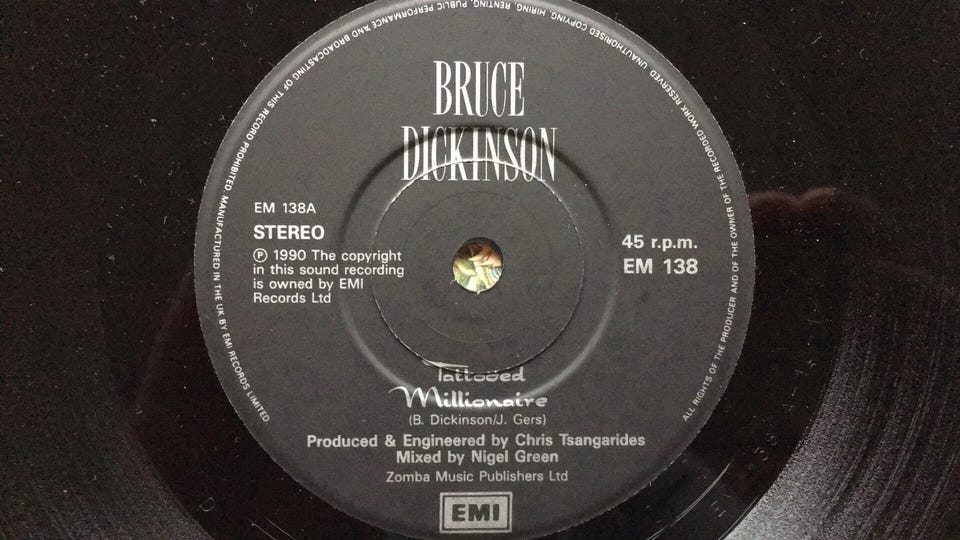 BRUCE
DICKINSON
EM 138A
STEREO
℗ 1990 The copyright
in this sound recording
is owned by EMI
Records Ltd
45 r.p.m.
EM 138
Tattooed
Millionaire
(B. Dickinson/J. Gers)
Produced & Engineered by Chris Tsangarides
Mixed by Nigel Green
Zomba Music Publishers Ltd
EMI
ALL RIGHTS OF THE PRODUCER AND OF THE OWNER OF THE RECORDED WORK RESERVED UNAUTHORISED COPYING, HIRING, RENTING, PUBLIC PERFORMANCE AND BROADCASTING OF THIS RECORD PROHIBITED MANUFACTURED IN THE UK BY EMI RECORDS LIMITED